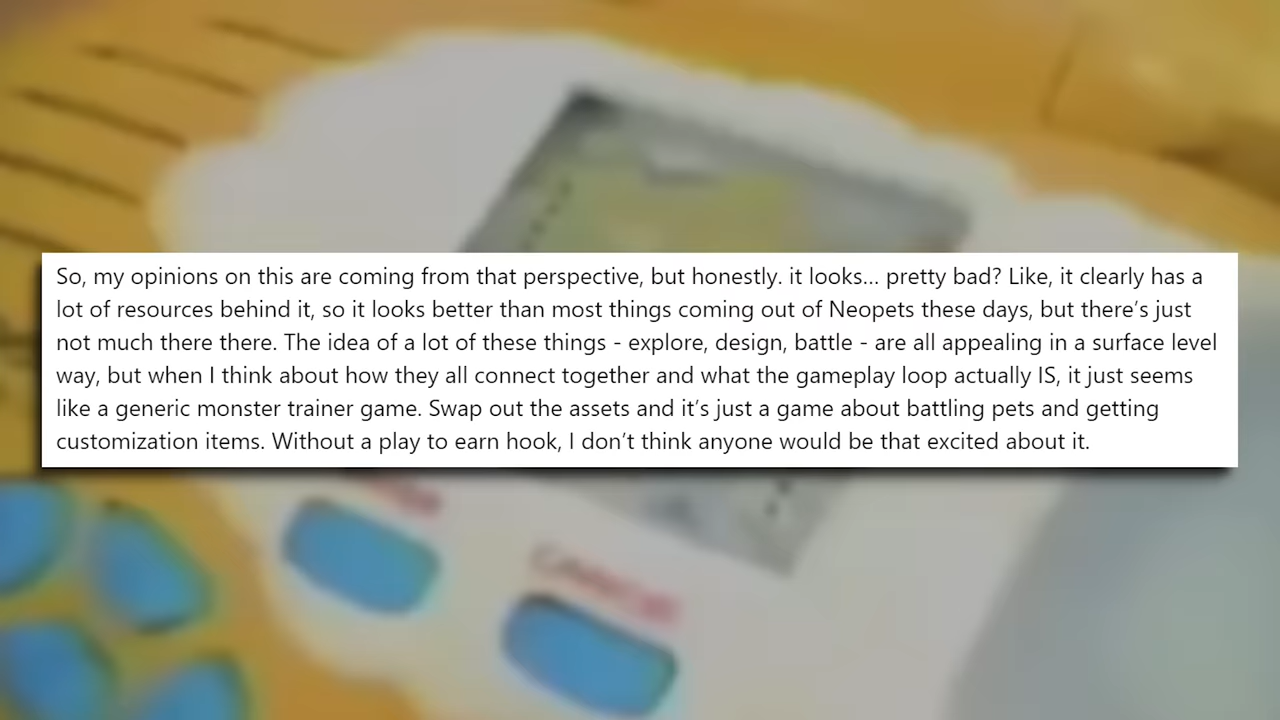 So, my opinions on this are coming from that perspective, but honestly. it looks... pretty bad? Like, it clearly has a
lot of resources behind it, so it looks better than most things coming out of Neopets these days, but there’s just
not much there there. The idea of a lot of these things - explore, design, battle - are all appealing in a surface level
way, but when I think about how they all connect together and what the gameplay loop actually IS, it just seems
like a generic monster trainer game. Swap out the assets and it’s just a game about battling pets and getting
customization items. Without a play to earn hook, I don’t think anyone would be that excited about it.